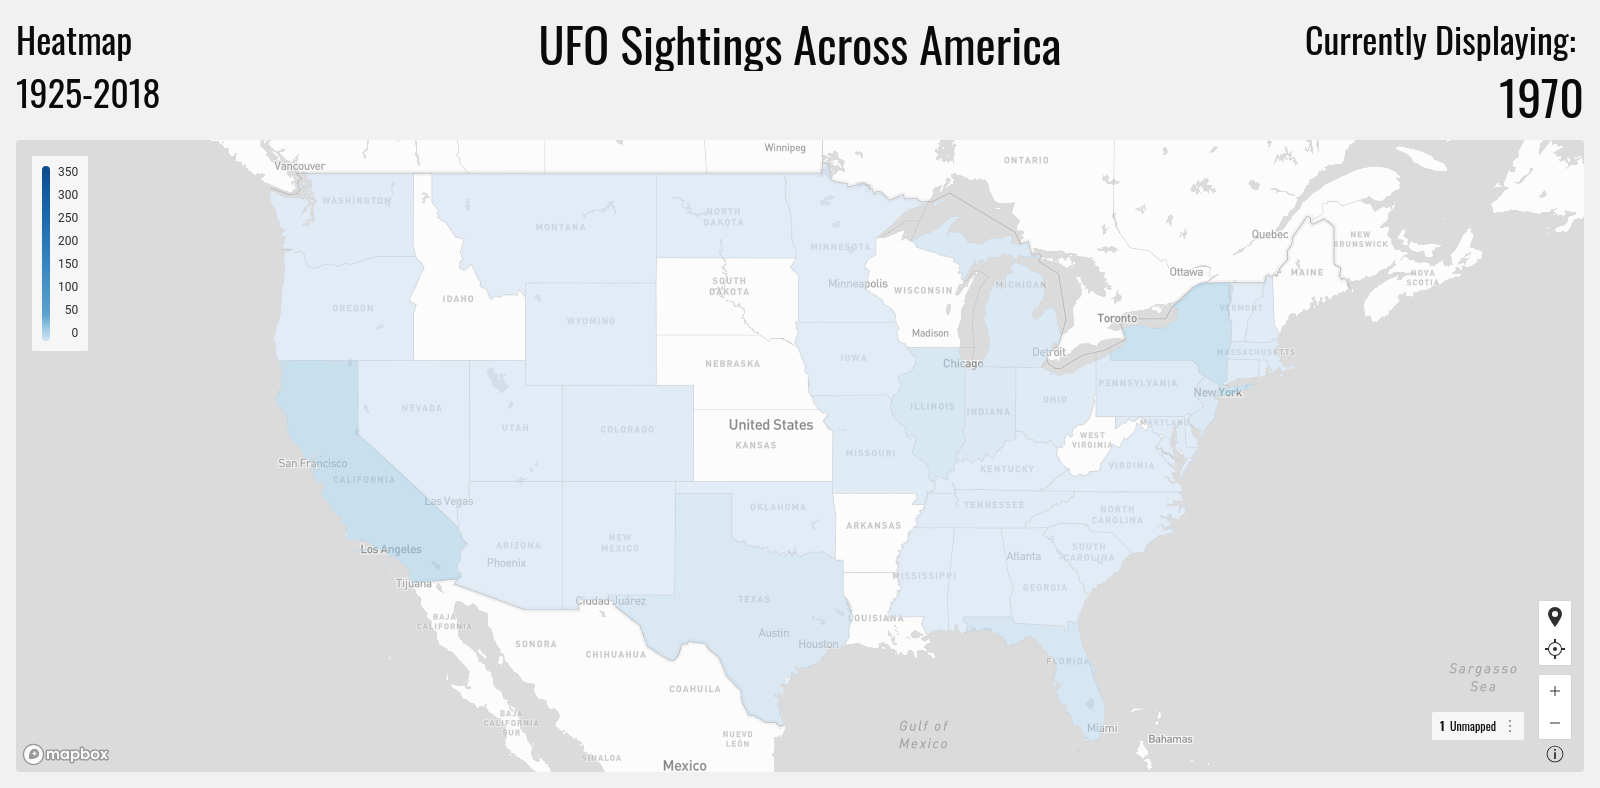 Heatmap
1925-2018
UFO Sightings Across America
Currently Displaying:
1970
350
300
250
200
150
100
50
0
Vancouver
Winnipeg
ONTARIO
WASHINGTON
MONTANA
NORTH
DAKOTA
MINNESOTA
Quebec
NEW
BRUNSWICK
Ottawa
MAINE
NOVA
SCOTIA
OREGON
IDAHO
WYOMING
SOUTH
DAKOTA
Minneapolis
WISCONSIN
MICHIGAN
Madison
Toronto
VERMONT
Detroit
MASSACHUSETTS
Chicago
IOWA
NEBRASKA
NEVADA
UTAH
COLORADO
United States
KANSAS
ILLINOIS
INDIANA
OHIO
PENNSYLVANIA
New York
MARYLAND
WEST
VIRGINIA
VIRGINIA
MISSOURI
KENTUCKY
San Francisco
CALIFORNIA
Las Vegas
OKLAHOMA
TENNESSEE
NORTH
CAROLINA
ARKANSAS
Los Angeles
ARIZONA
Phoenix
NEW
MEXICO
Atlanta
SOUTH
CAROLINA
MISSISSIPPI
GEORGIA
Tijuana
Ciudad Juárez
TEXAS
LOUISIANA
BAJA
CALIFORNIA
SONORA
CHIHUAHUA
Austin
Houston
FLORIDA
COAHUILA
Sargasso
Sea
BAJA
CALIFORNIA
SUR
NUEVO
LEÓN
Gulf of
Mexico
Miami
Bahamas
SINALOA
Mexico
1 Unmapped
mapbox